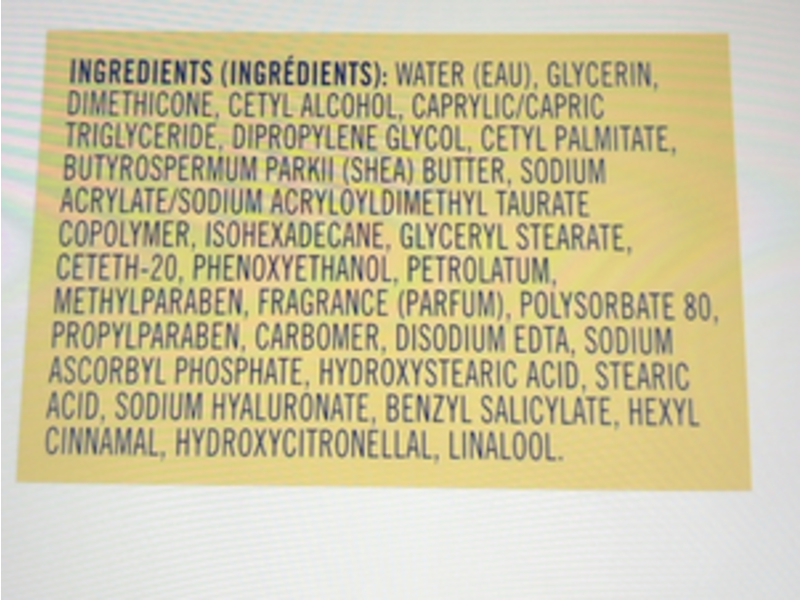 INGREDIENTS (INGRÉDIENTS): WATER (EAU), GLYCERIN,
DIMETHICONE, CETYL ALCOHOL, CAPRYLIC/CAPRIC
TRIGLYCERIDE, DIPROPYLENE GLYCOL, CETYL PALMITATE,
BUTYROSPERMUM PARKII (SHEA) BUTTER, SODIUM
ACRYLATE/SODIUM ACRYLOYLDIMETHYL TAURATE
COPOLYMER, ISOHEXADECANE, GLYCERYL STEARATE,
CETETH-20, PHENOXYETHANOL, PETROLATUM,
METHYLPARABEN, FRAGRANCE (PARFUM), POLYSORBATE 80,
PROPYLPARABEN, CARBOMER, DISODIUM EDTA, SODIUM
ASCORBYL PHOSPHATE, HYDROXYSTEARIC ACID, STEARIC
ACID, SODIUM HYALURONATE, BENZYL SALICYLATE, HEXYL
CINNAMAL, HYDROXYCITRONELLAL, LINALOOL.